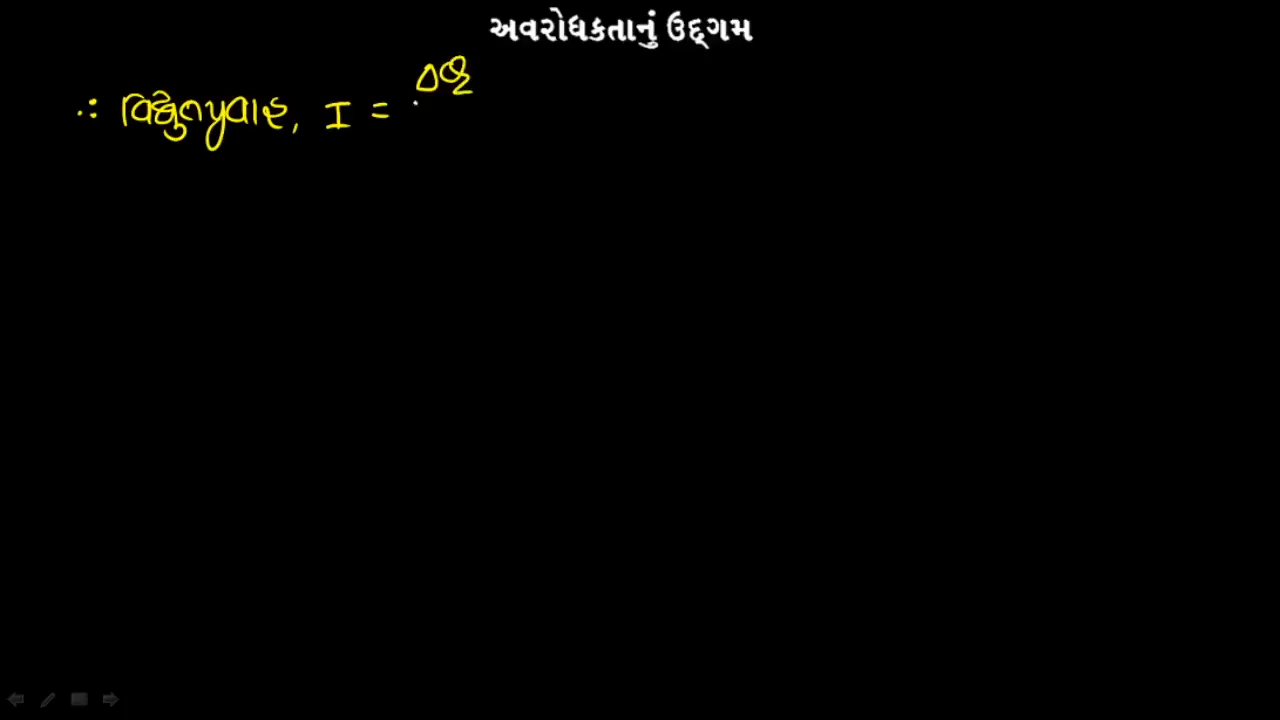 અવરોધકતાનું ઉદ્દ્ગમ
∴ વિદ્યુતપ્રવાહ, I = ΔQ